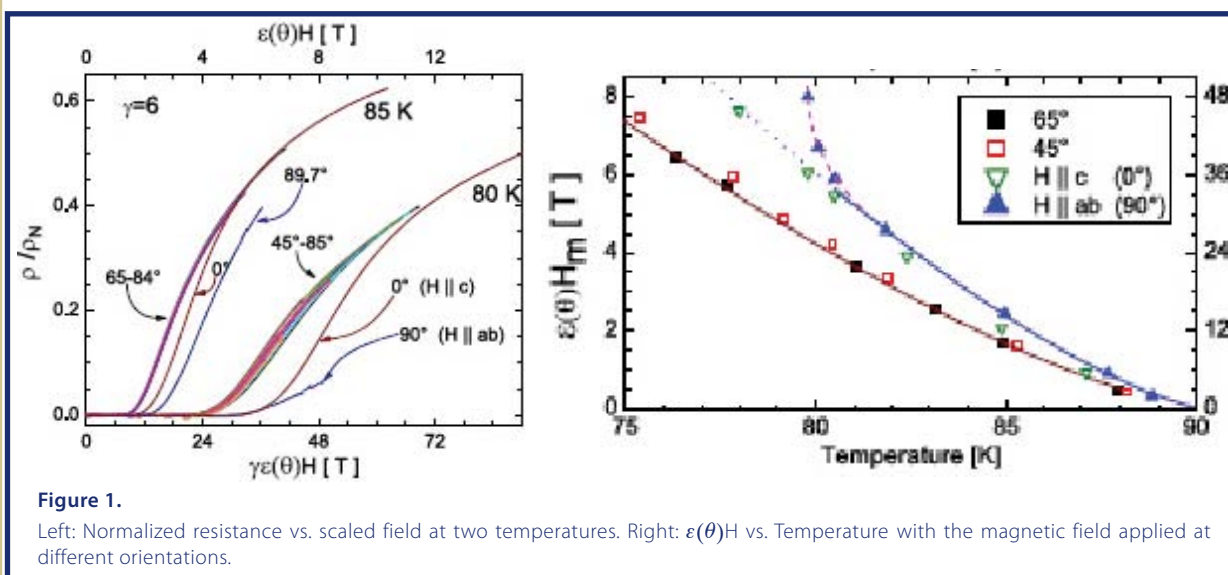 ε(θ)H [ T ]
0 4 8 12
γ=6
85 K
80 K
89.7°
45°-85°
65-84°
0°
0° (H || c)
90° (H || ab)
0.6
0.4
0.2
0.0
ρ /ρN
0 24 48 72
γε(θ)H [ T ]
8
6
4
2
0
ε(θ)Hm [ T ]
65°
45°
H || c (0°)
H || ab (90°)
48
36
24
12
0
75 80 85 90
Temperature [K]
Figure 1.
Left: Normalized resistance vs. scaled field at two temperatures. Right: ε(θ)H vs. Temperature with the magnetic field applied at
different orientations.